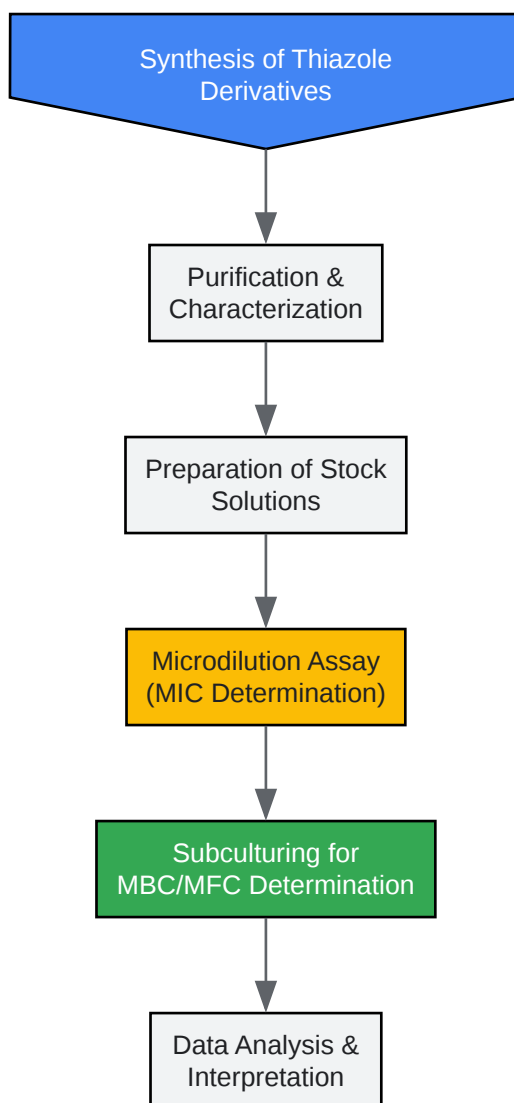 Synthesis of Thiazole
Derivatives
Purification &
Characterization
Preparation of Stock
Solutions
Microdilution Assay
(MIC Determination)
Subculturing for
MBC/MFC Determination
Data Analysis &
Interpretation